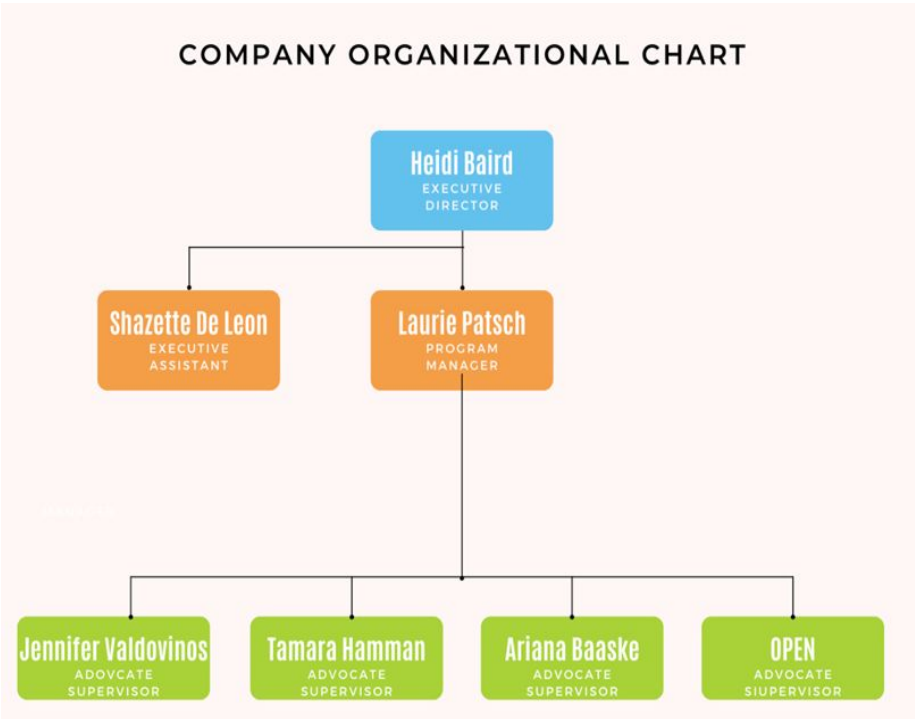 COMPANY ORGANIZATIONAL CHART
Heidi Baird
EXECUTIVE
DIRECTOR
Shazette De Leon
EXECUTIVE
ASSISTANT
Laurie Patsch
PROGRAM
MANAGER
Jennifer Valdovinos
ADOVCATE
SUPERVISOR
Tamara Hamman
ADVOCATE
SUPERVISOR
Ariana Baaske
ADVOCATE
SUPERVISOR
OPEN
ADVOCATE
SIUPERVISOR